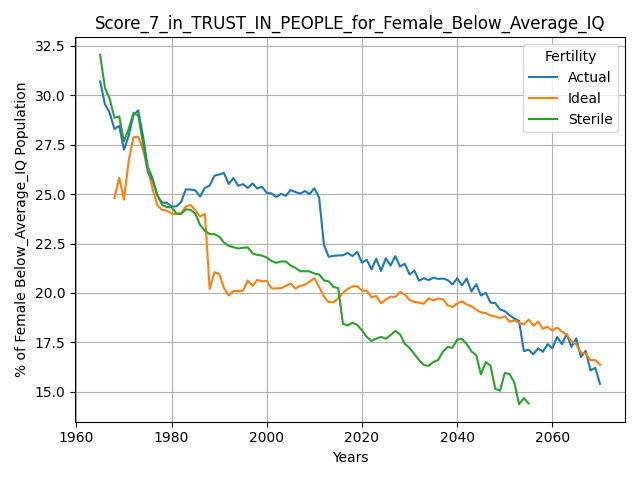 Score_7_in_TRUST_IN_PEOPLE_for_Female_Below_Average_IQ
% of Female Below_Average_IQ Population
32.5
30.0
27.5
25.0
22.5
20.0
17.5
15.0
Fertility
Actual
Ideal
Sterile
1960
1980
2000
2020
2040
2060
Years